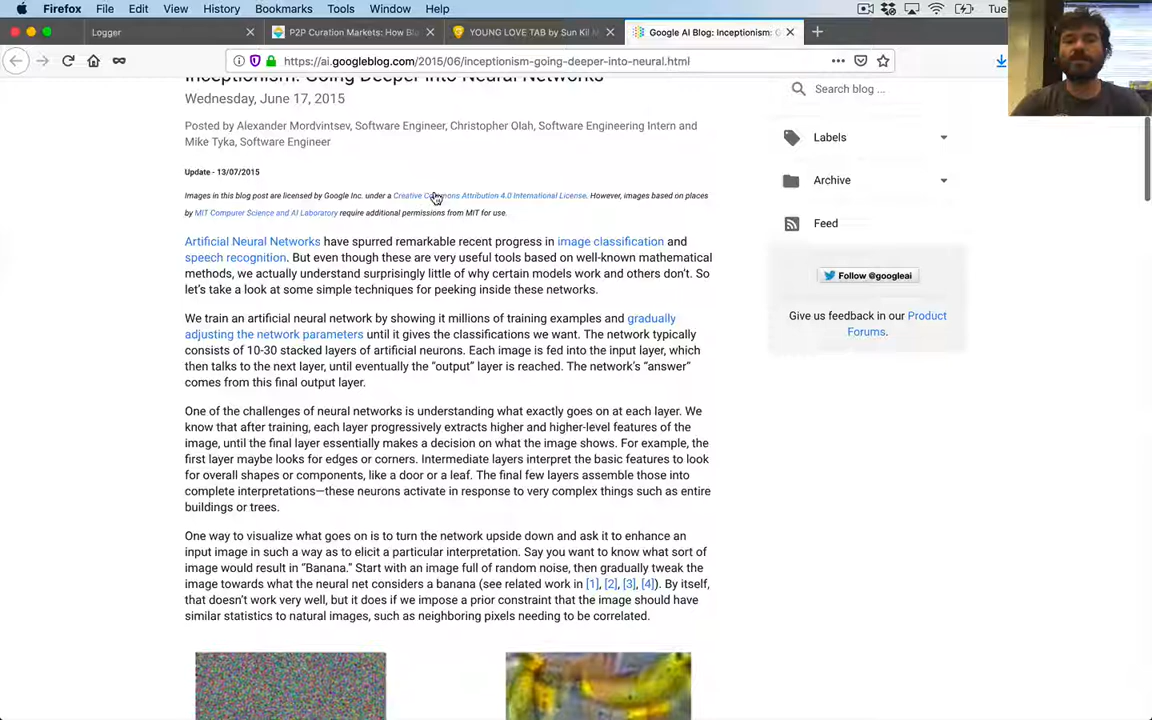 Firefox File Edit View History Bookmarks Tools Window Help Tue
Logger
P2P Curation Markets: How Bl
YOUNG LOVE TAB by Sun Kil M
Google AI Blog: Inceptionism: G
https://ai.googleblog.com/2015/06/inceptionism-going-deeper-into-neural.html
Inceptionism: Going Deeper into Neural Networks
Wednesday, June 17, 2015
Posted by Alexander Mordvintsev, Software Engineer, Christopher Olah, Software Engineering Intern and
Mike Tyka, Software Engineer
Update - 13/07/2015
Images in this blog post are licensed by Google Inc. under a Creative Commons Attribution 4.0 International License. However, images based on places
by MIT Computer Science and AI Laboratory require additional permissions from MIT for use.
Artificial Neural Networks have spurred remarkable recent progress in image classification and
speech recognition. But even though these are very useful tools based on well-known mathematical
methods, we actually understand surprisingly little of why certain models work and others don't. So
let's take a look at some simple techniques for peeking inside these networks.
We train an artificial neural network by showing it millions of training examples and gradually
adjusting the network parameters until it gives the classifications we want. The network typically
consists of 10-30 stacked layers of artificial neurons. Each image is fed into the input layer, which
then talks to the next layer, until eventually the “output” layer is reached. The network's “answer”
comes from this final output layer.
One of the challenges of neural networks is understanding what exactly goes on at each layer. We
know that after training, each layer progressively extracts higher and higher-level features of the
image, until the final layer essentially makes a decision on what the image shows. For example, the
first layer maybe looks for edges or corners. Intermediate layers interpret the basic features to look
for overall shapes or components, like a door or a leaf. The final few layers assemble those into
complete interpretations—these neurons activate in response to very complex things such as entire
buildings or trees.
One way to visualize what goes on is to turn the network upside down and ask it to enhance an
input image in such a way as to elicit a particular interpretation. Say you want to know what sort of
image would result in “Banana.” Start with an image full of random noise, then gradually tweak the
image towards what the neural net considers a banana (see related work in [1], [2], [3], [4]). By itself,
that doesn't work very well, but it does if we impose a prior constraint that the image should have
similar statistics to natural images, such as neighboring pixels needing to be correlated.
Search blog ...
Labels
Archive
Feed
Follow @googleai
Give us feedback in our Product
Forums.